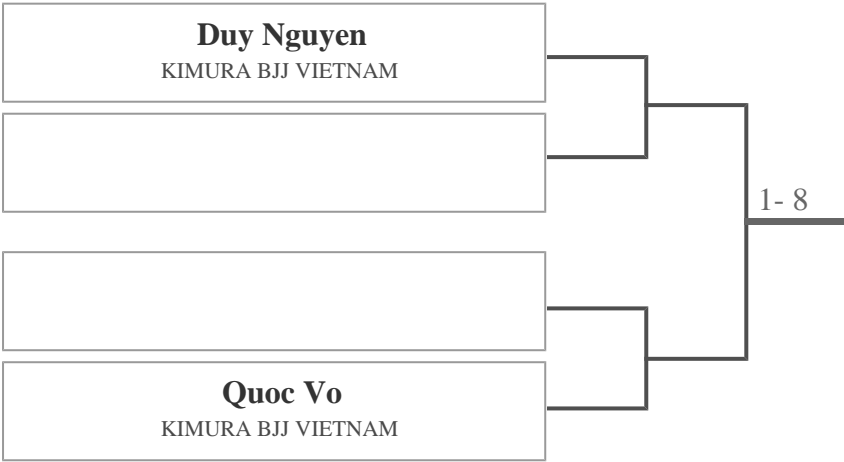 Duy Nguyen
KIMURA BJJ VIETNAM
1- 8
Quoc Vo
KIMURA BJJ VIETNAM